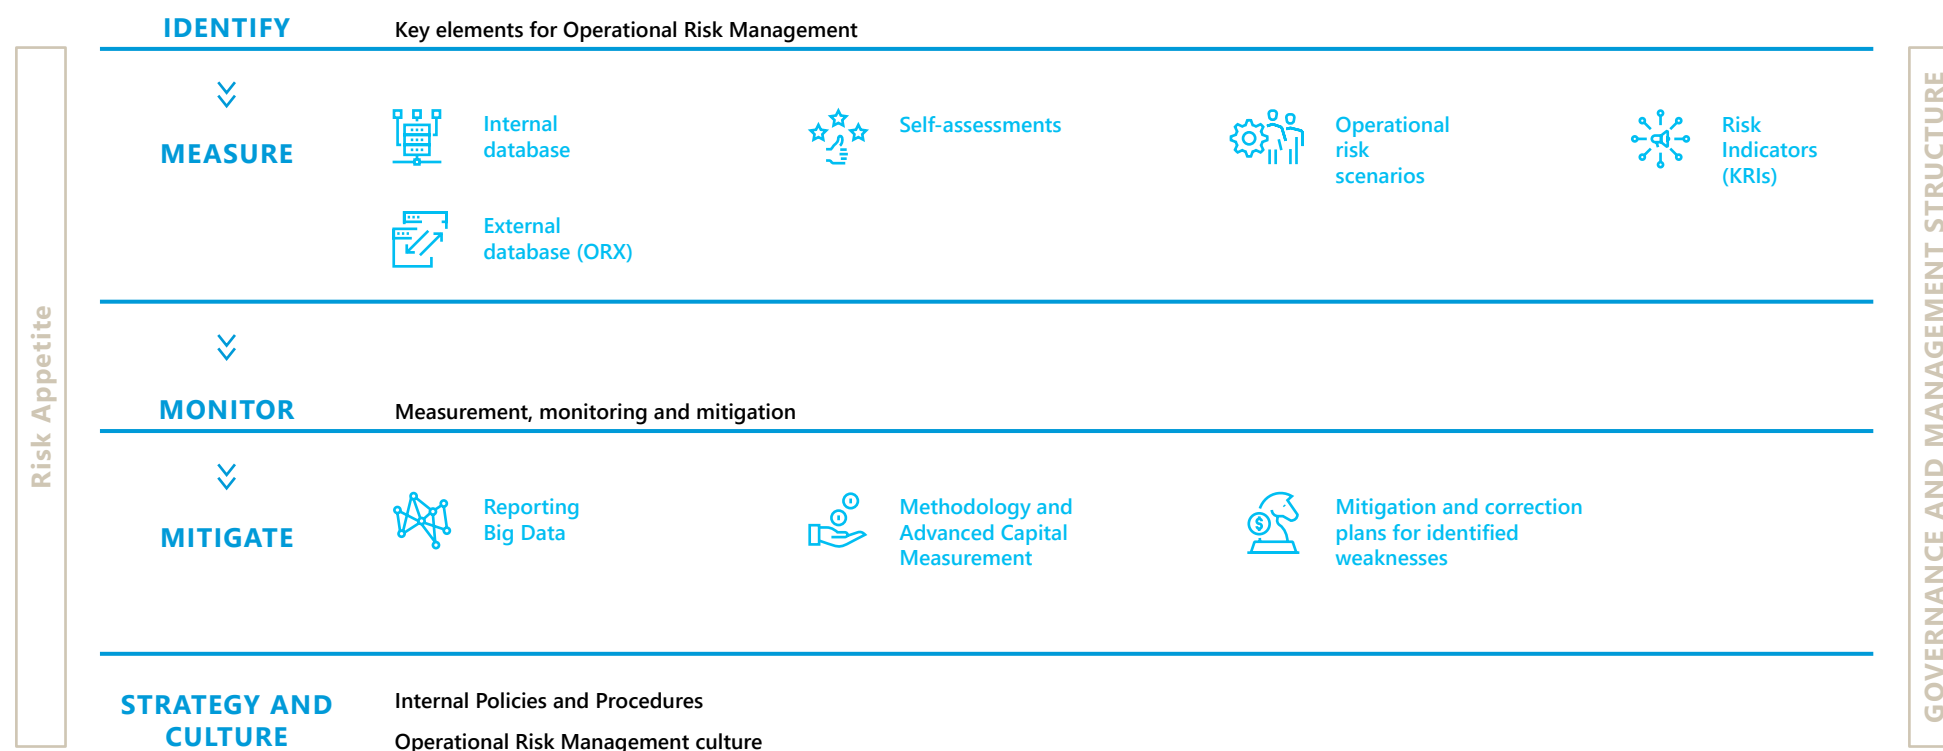 IDENTIFY
Key elements for Operational Risk Management
MEASURE
Internal
database
Self-assessments
Operational
risk
scenarios
Risk
Indicators
(KRIs)
External
database (ORX)
MONITOR
Measurement, monitoring and mitigation
MITIGATE
Reporting
Big Data
Methodology and
Advanced Capital
Measurement
Mitigation and correction
plans for identified
weaknesses
STRATEGY AND
CULTURE
Internal Policies and Procedures
Operational Risk Management culture
Risk Appetite
GOVERNANCE AND MANAGEMENT STRUCTURE